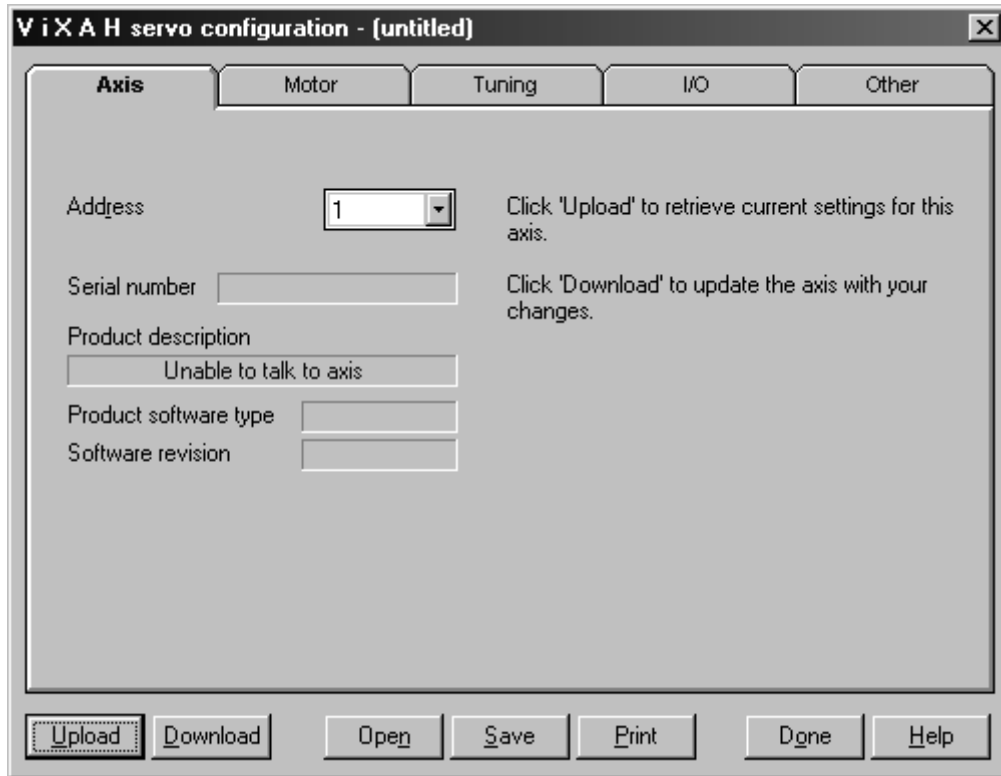 V i X A H servo configuration - (untitled)
Axis Motor Tuning I/O Other
Address 1 Click 'Upload' to retrieve current settings for this
axis.
Serial number Click 'Download' to update the axis with your
changes.
Product description
Unable to talk to axis
Product software type
Software revision
Upload Download Open Save Print Done Help